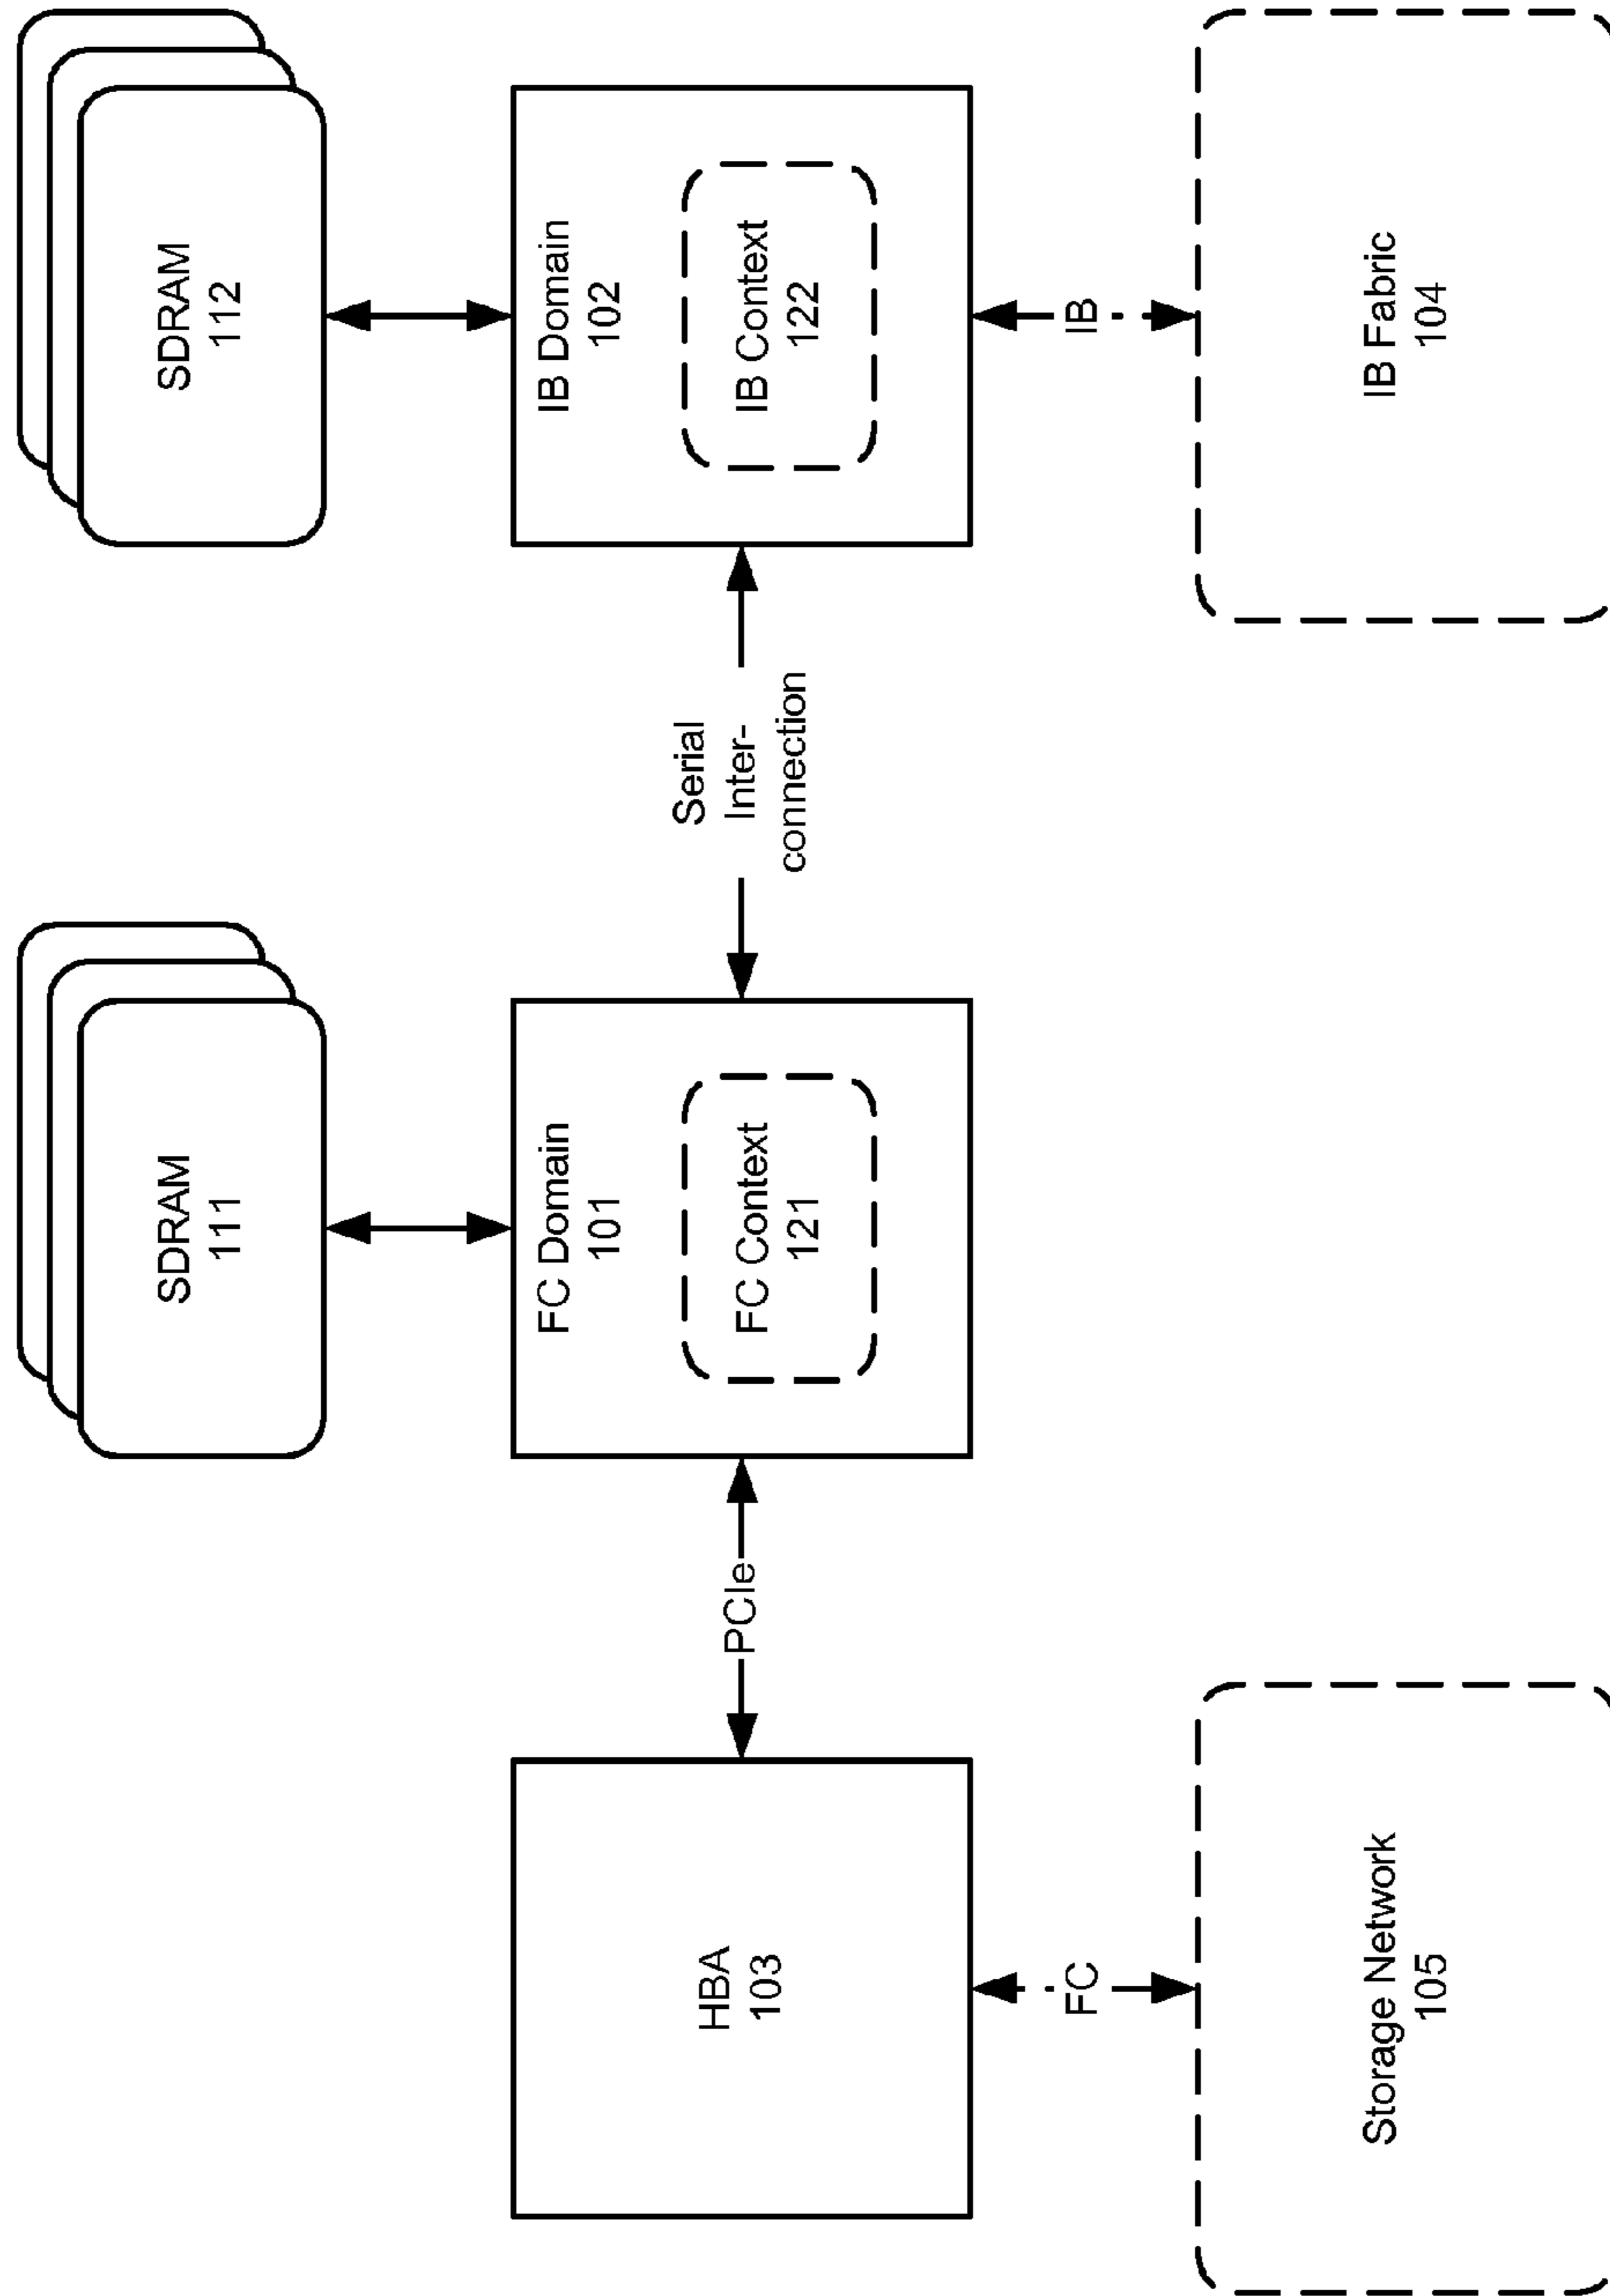 SDRAM
111
SDRAM
112
HBA
103
PCIe
FC Domain
101
FC Context
121
Serial
Inter-
connection
IB Domain
102
IB Context
122
FC
IB
Storage Network
105
IB Fabric
104